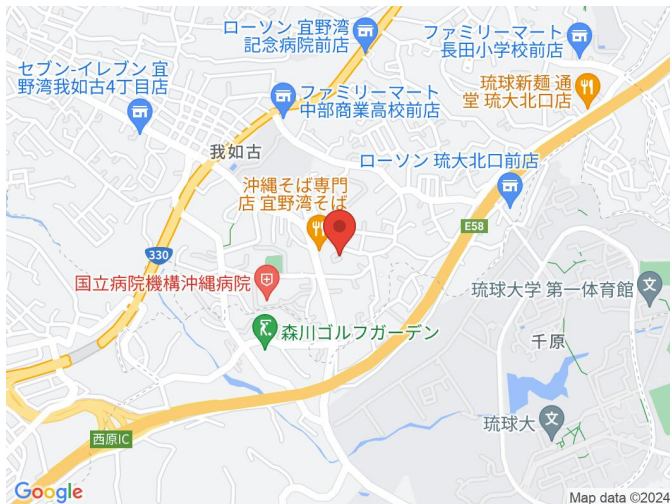 ローソン 宜野湾
記念病院前店
ファミリーマート
長田小学校前店
セブン-イレブン 宜
野湾我如古4丁目店
琉球新麺 通
堂 琉大北口店
ファミリーマート
中部商業高校前店
我如古
ローソン 琉大北口前店
沖縄そば専門
店 宜野湾そば
E58
330
国立病院機構沖縄病院
琉球大学 第一体育館
森川ゴルフガーデン
千原
琉球大
西原IC
Google
Map data ©2024